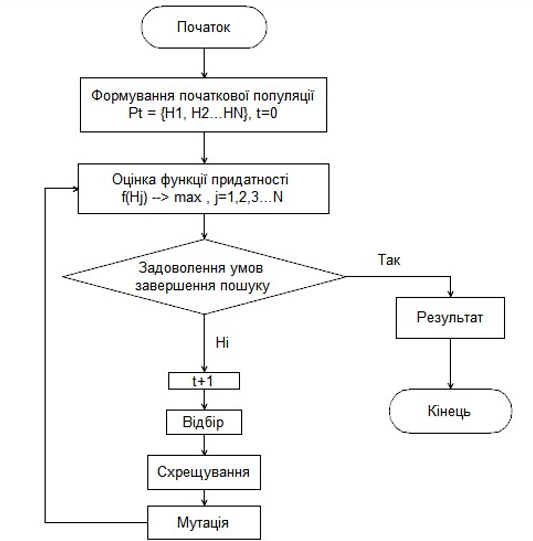 Початок
Формування початкової популяції
Pt = {H1, H2...HN}, t=0
Оцінка функції придатності
f(Hj) --> max , j=1,2,3...N
Задоволення умов
завершення пошуку
Так
Результат
Ні
t+1
Кінець
Відбір
Схрещування
Мутація